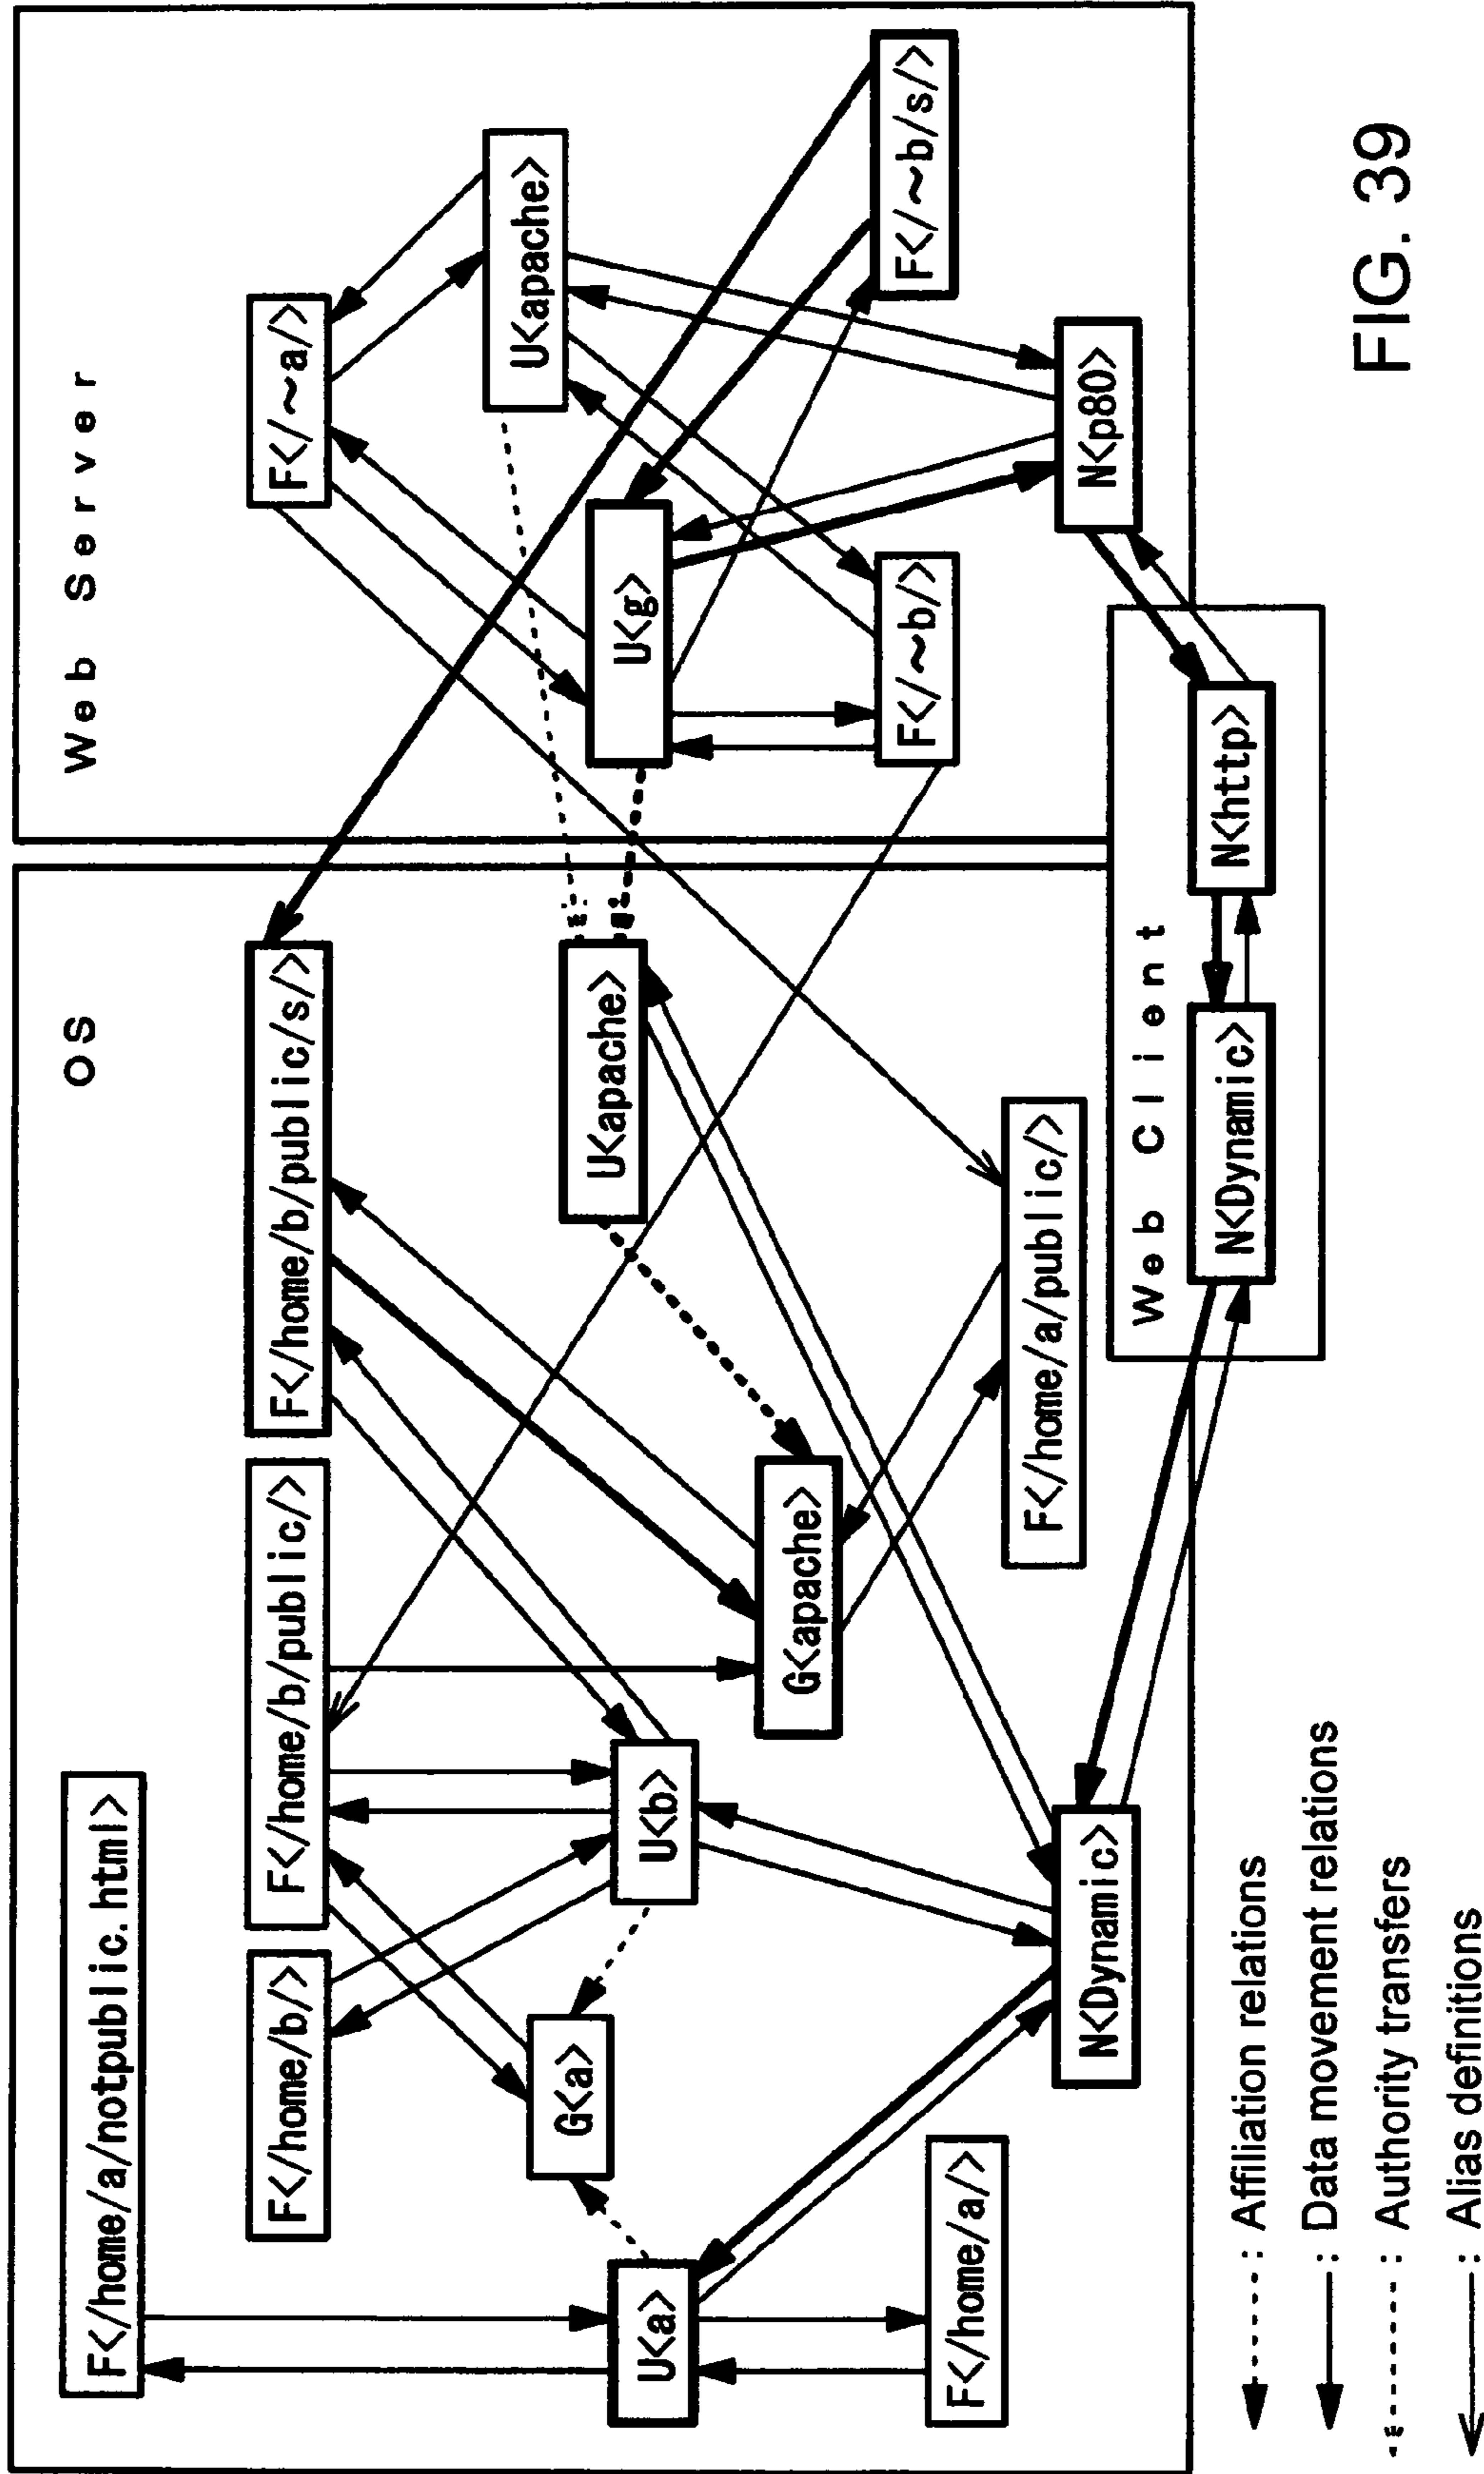 OS
Web Server
F</home/a/notpublic.html>
F</home/b/>
F</home/b/public/>
F</home/b/public/s/>
F</~a/>
U<apache>
G<a>
U<apache>
U<g>
U<a>
U<b>
G<apache>
F</~b/>
F</~b/s/>
F</home/a/>
F</home/a/public/>
N<Dynamic>
N<p80>
Web Client
N<Dynamic>
N<http>
: Affiliation relations
: Data movement relations
: Authority transfers
: Alias definitions
FIG. 39